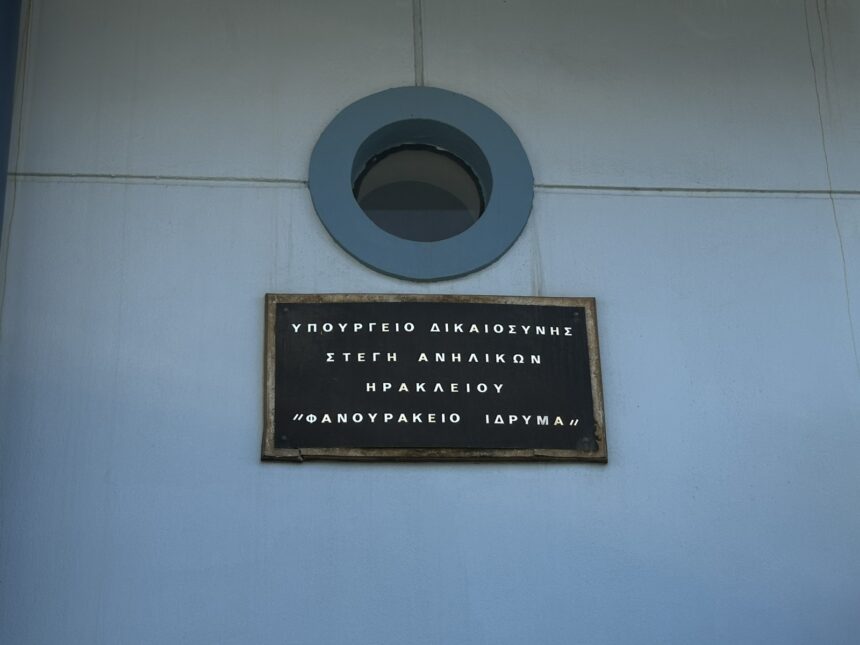 ΥΠΟΥΡΓΕΙΟ ΔΙΚΑΙΟΣΥΝΗΣ
ΣΤΕΓΗ ΑΝΗΛΙΚΩΝ
ΗΡΑΚΛΕΙΟΥ
"ΦΑΝΟΥΡΑΚΕΙΟ ΙΔΡΥΜΑ"